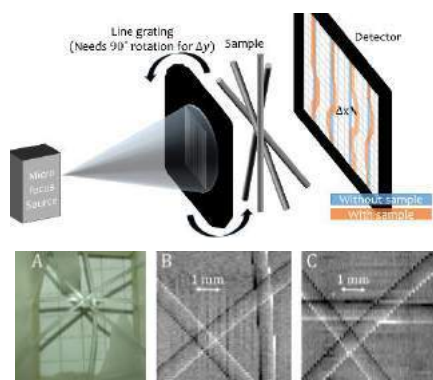 Line grating
(Needs 90° rotation for Δy)
Sample
Detector
Micro
focus
Source
ΔxN
Without sample
With sample
A
B
1 mm
C
1 mm